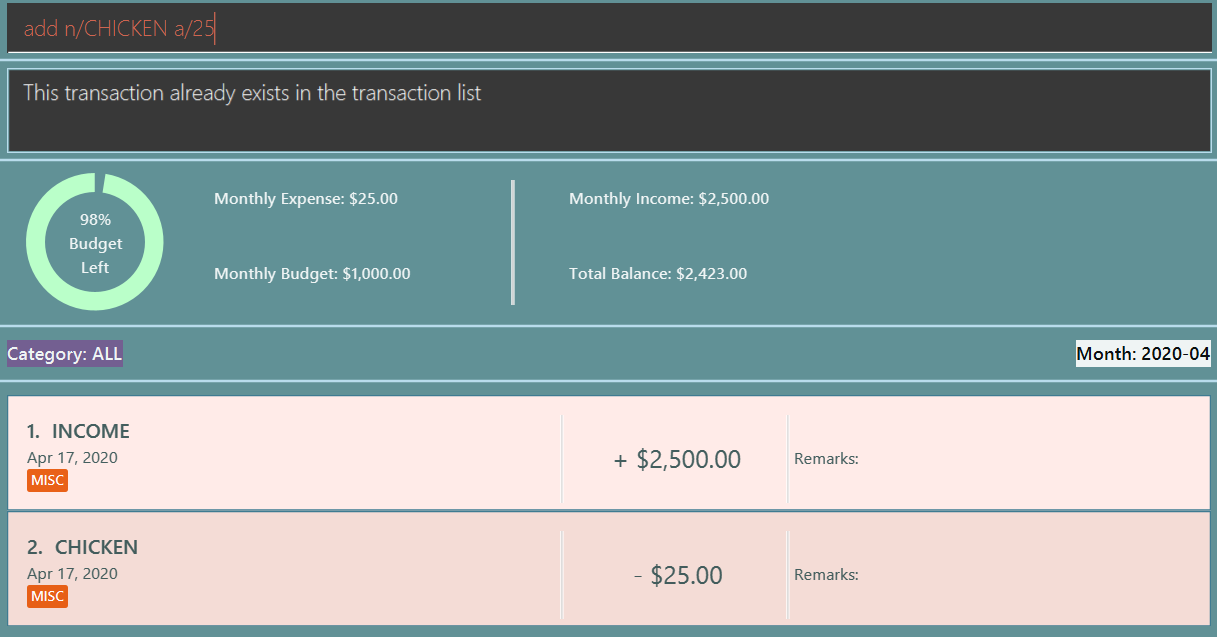 add n/CHICKEN a/25
This transaction already exists in the transaction list
98%
Budget
Left
Monthly Expense: $25.00
Monthly Budget: $1,000.00
Monthly Income: $2,500.00
Total Balance: $2,423.00
Category: ALL
Month: 2020-04
1. INCOME
Apr 17, 2020
MISC
+ $2,500.00
Remarks:
2. CHICKEN
Apr 17, 2020
MISC
- $25.00
Remarks: